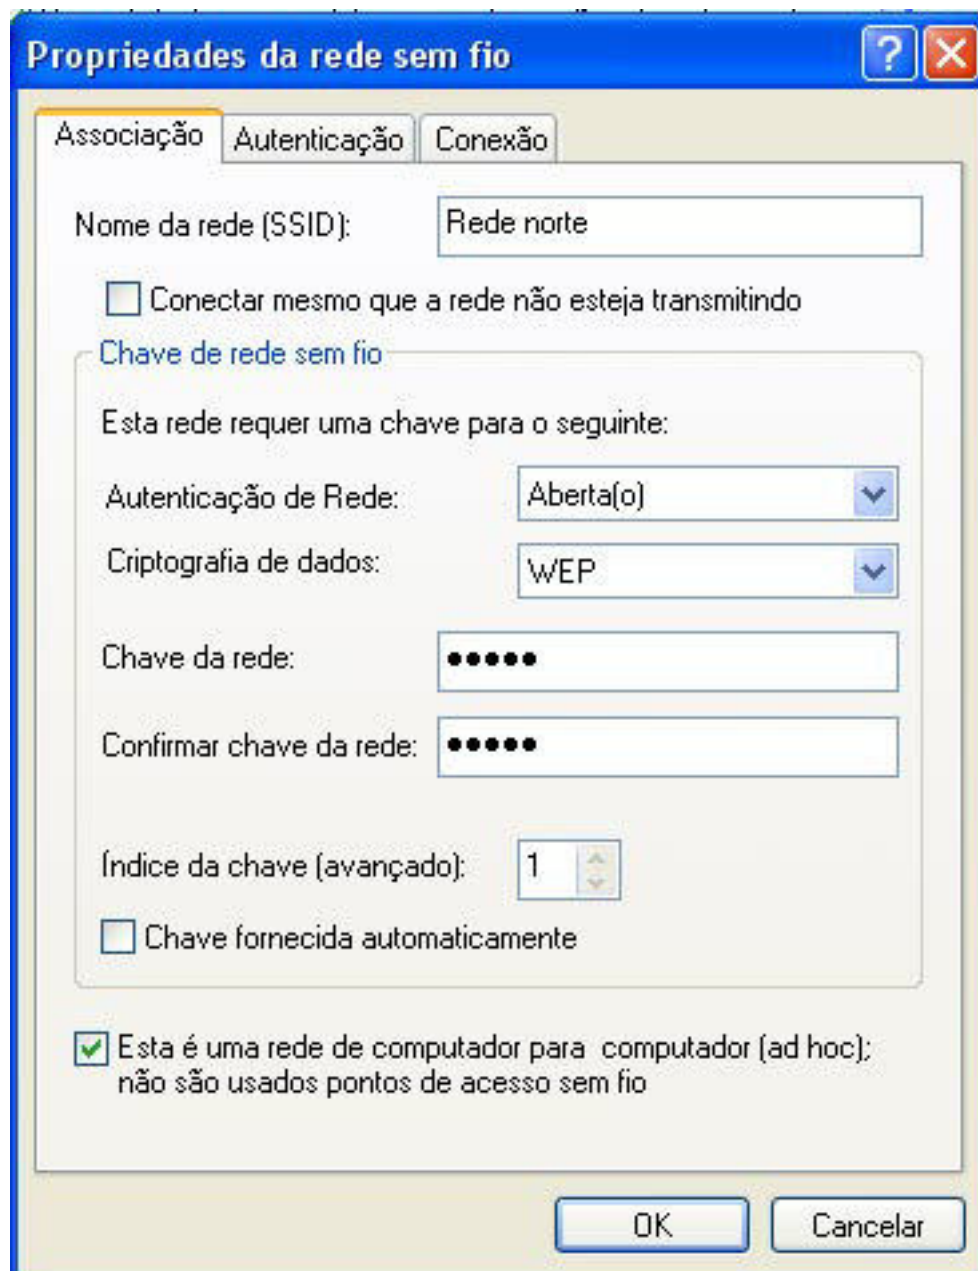 Propriedades da rede sem fio
Associação Autenticação Conexão
Nome da rede (SSID): Rede norte
Conectar mesmo que a rede não esteja transmitindo
Chave de rede sem fio
Esta rede requer uma chave para o seguinte:
Autenticação de Rede: Aberta(o)
Criptografia de dados: WEP
Chave da rede: •••••
Confirmar chave da rede: •••••
Índice da chave (avançado): 1
Chave fornecida automaticamente
Esta é uma rede de computador para computador (ad hoc);
não são usados pontos de acesso sem fio
OK Cancelar